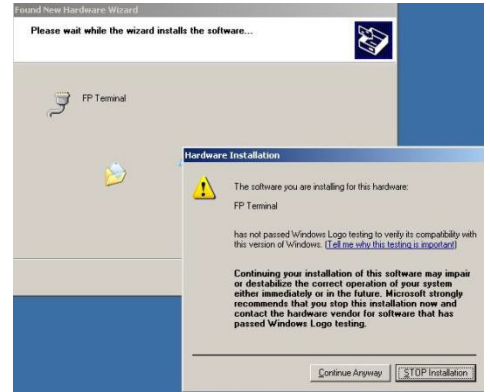 Found New Hardware Wizard
Please wait while the wizard installs the software...
FP Terminal
Hardware Installation
The software you are installing for this hardware:
FP Terminal
has not passed Windows Logo testing to verify its compatibility with
this version of Windows. (Tell me why this testing is important)
Continuing your installation of this software may impair
or destabilize the correct operation of your system
either immediately or in the future. Microsoft strongly
recommends that you stop this installation now and
contact the hardware vendor for software that has
passed Windows Logo testing.
Continue Anyway
STOP Installation